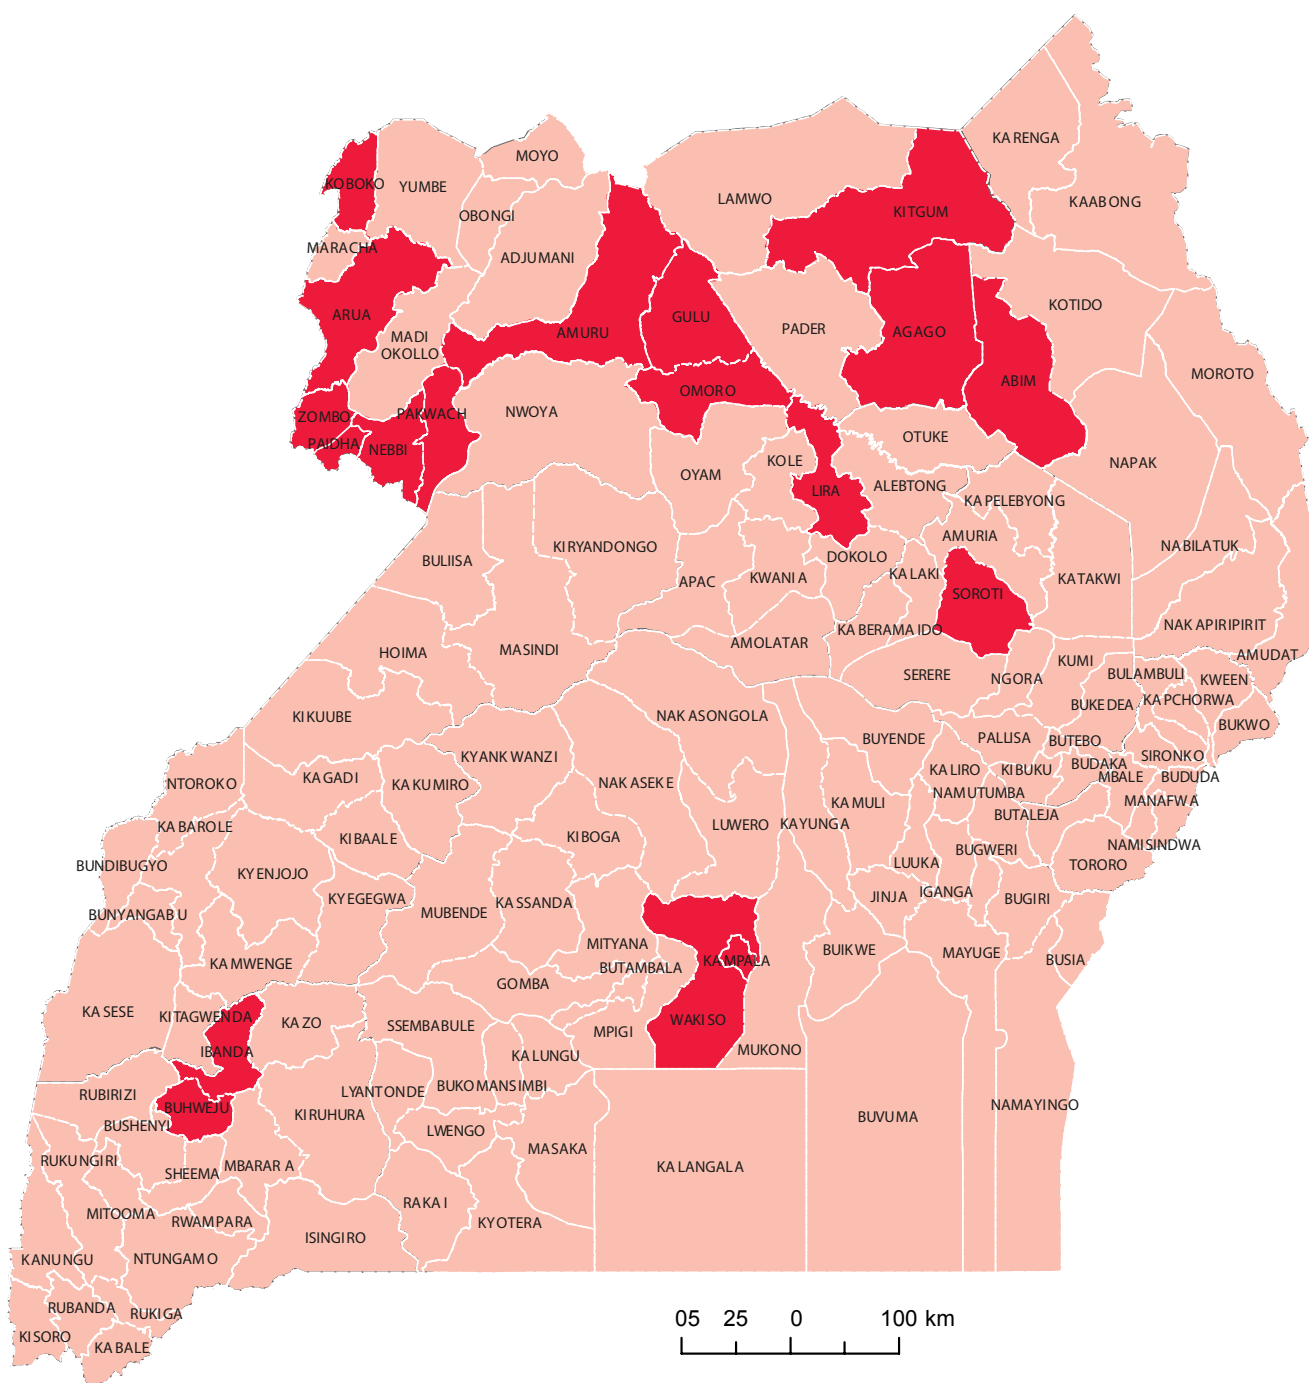 KARENGA
MOYO
KOBOKO
YUMBE
LAMWO
KAABONG
KITGUM
OBONGI
MARACHA
ADJUMANI
KOTIDO
ARUA
GULU
PADER
AMURU
AGAGO
MADI
OKOLLO
MOROTO
ABIM
OMORO
ZOMBO
PAKWACH
NWOYA
PAIDHA
NEBBI
OTUKE
KOLE
NAPAK
OYAM
LIRA
ALEBTONG
KAPELEBYONG
AMURIA
KIRYANDONGO
NABILATUK
BULIISA
DOKOLO
APAC
KWANIA
KALAKI
KATAKWI
SOROTI
NAKAPIRIPIRIT
KABERAMAIDO
HOIMA
MASINDI
AMOLATAR
AMUDAT
KUMI
SERERE
NGORA
BULAMBULI
KWEEN
BUKEDEA
KAPCHORWA
KIKUUBE
NAKASONGOLA
BUKWO
BUYENDE
PALLISA
BUTEBO
KYANKWANZI
SIRONKO
BUDAKA
KALIRO
KIBUKU
MBALE
BUDUDA
NTOROKO
KAGADI
KAKUMIRO
NAKASEKE
NAMUTUMBA
MANAFWA
KAMULI
BUTALEJA
KABAROLE
KIBAALE
KIBOGA
LUWERO
KAYUNGA
NAMISINDWA
BUGWERI
BUNDIBUGYO
LUUKA
TORORO
KYENJOJO
KYEGEGWA
KASSANDA
JINJA
IGANGA
BUGIRI
BUNYANGABU
MUBENDE
MITYANA
BUIKWE
MAYUGE
BUSIA
KAMWENGE
BUTAMBALA
KAMPALA
GOMBA
KASESE
KITAGWENDA
KAZO
SSEMBABULE
WAKISO
MPIGI
IBANDA
KALUNGU
MUKONO
RUBIRIZI
LYANTONDE
BUKOMANSIMBI
BUHWEJU
KIRUHURA
BUVUMA
NAMAYINGO
BUSHENYI
LWENGO
MASAKA
RUKUNGIRI
SHEEMA
MBARARA
KALANGALA
RAKAI
MITOOMA
RWAMPARA
KYOTERA
ISINGIRO
KANUNGU
NTUNGAMO
RUBANDA
RUKIGA
KISORO
KABALE
05 25 0 100 km